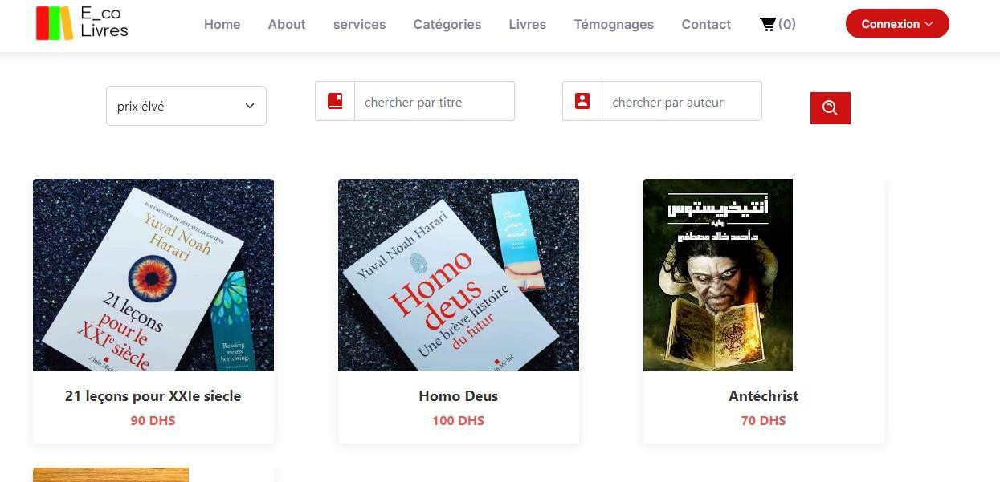 E_co
Livres
Home
About
services
Catégories
Livres
Témognages
Contact
(0)
Connexion
prix élvé
chercher par titre
chercher par auteur
PAR L'AUTEUR DU BEST-SELLER SAPIENS
Yuval Noah
Harari
21 leçons
pour le
XXIe siècle
Albin Michel
Reading
means
borrowing.
Yuval Noah Harari
Homo
deus
Une brève histoire
du futur
Albin Michel
Open
your
mind.
أنتيخريستوس
رواية
د.أحمد خالد مصطفى
21 leçons pour XXIe siecle
90 DHS
Homo Deus
100 DHS
Antéchrist
70 DHS